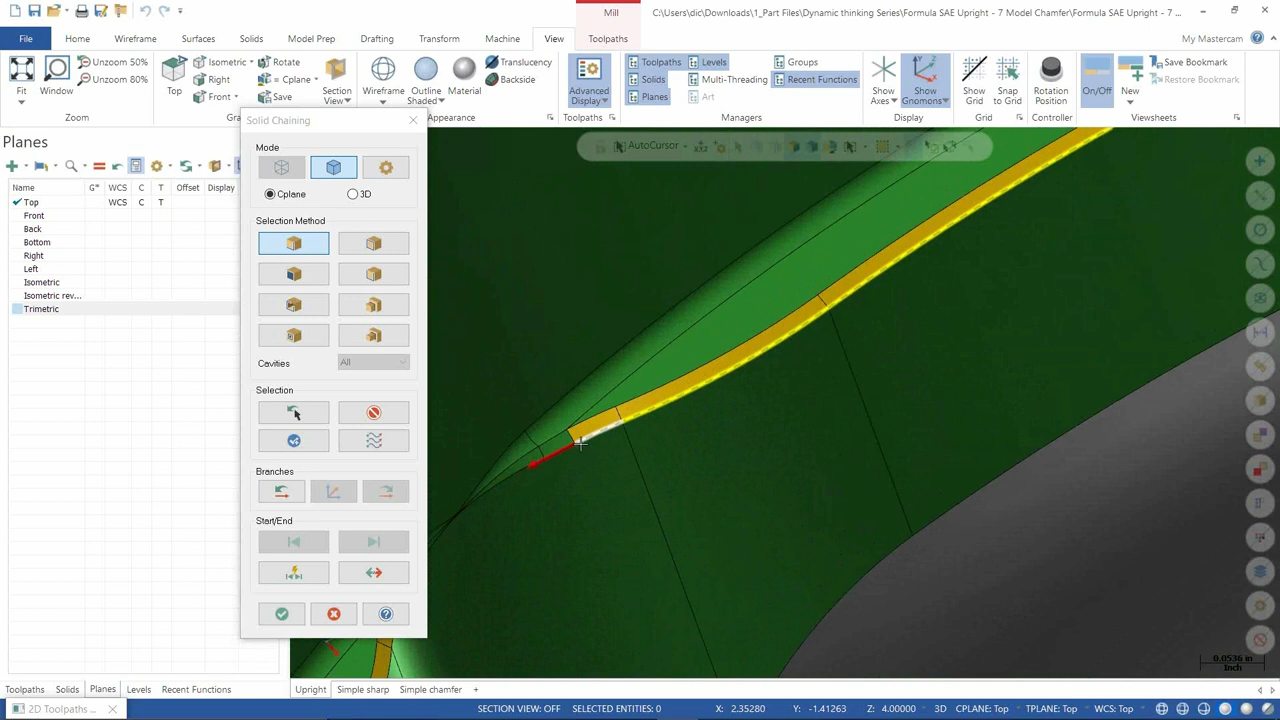 Mill
C:\Users\dic\Downloads\1_Part Files\Dynamic thinking Series\Formula SAE Upright - 7 Model Chamfer\Formula SAE Upright - 7 ...
File Home Wireframe Surfaces Solids Model Prep Drafting Transform Machine View Toolpaths My Mastercam
Fit Window Unzoom 50% Unzoom 80% Top Isometric Right Front Rotate = Cplane Save Section View Wireframe Outline Shaded Material Translucency Backside Advanced Display Toolpaths Solids Planes Levels Multi-Threading Art Groups Recent Functions Show Axes Show Gnomons Show Grid Snap to Grid Rotation Position On/Off New Save Bookmark Restore Bookmark
Zoom Gra Appearance Toolpaths Managers Display Grid Controller Viewsheets
Solid Chaining
Planes
Mode
Cplane 3D
Selection Method
Cavities All
Selection
Branches
Start/End
Name G* WCS C T Offset Display
Top WCS C T
Front
Back
Bottom
Right
Left
Isometric
Isometric rev...
Trimetric
AutoCursor
0.0536 in
Inch
Toolpaths Solids Planes Levels Recent Functions Upright Simple sharp Simple chamfer +
2D Toolpaths ... SECTION VIEW: OFF SELECTED ENTITIES: 0 X: 2.35280 Y: -1.41263 Z: 4.00000 3D CPLANE: Top TPLANE: Top WCS: Top